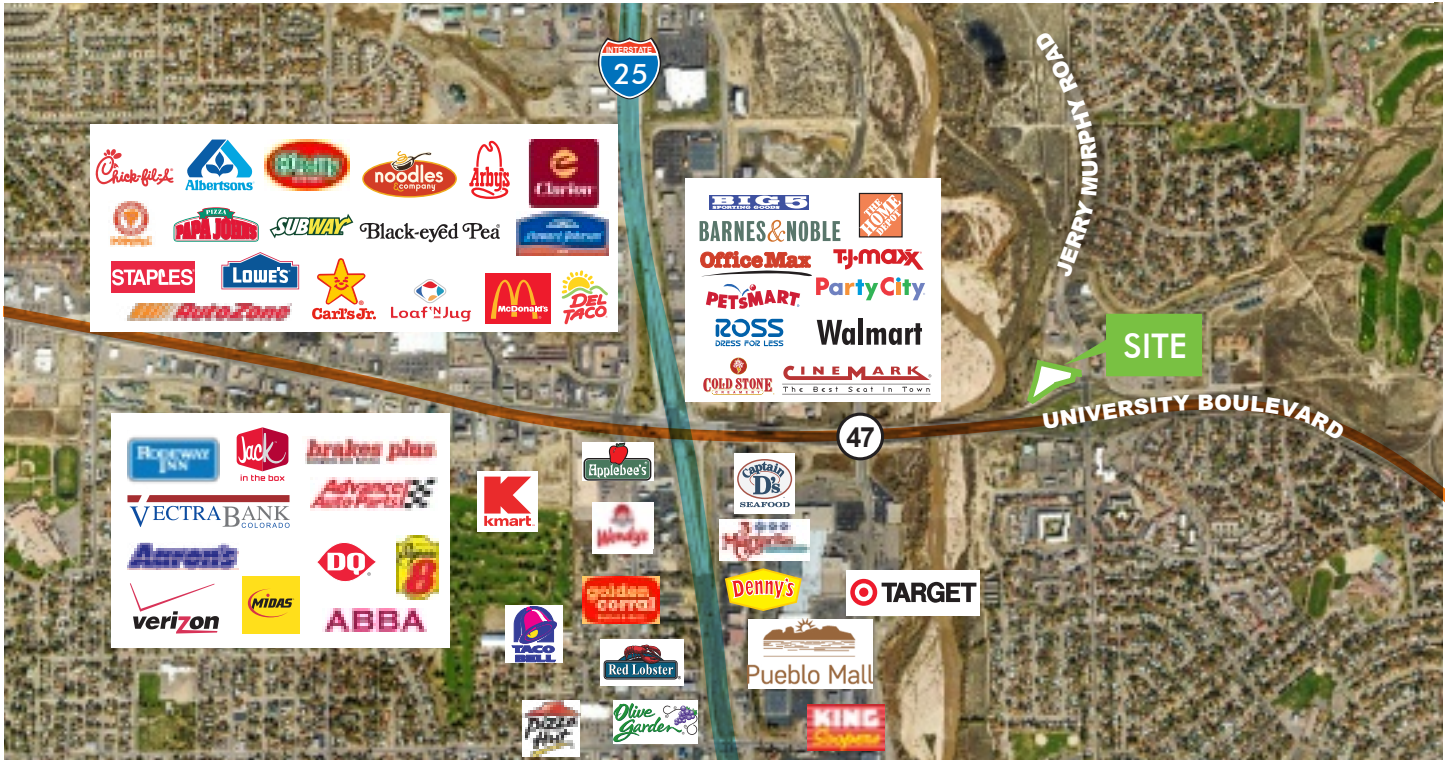 INTERSTATE
25
JERRY MURPHY ROAD
Chick-fil-A
Albertsons
noodles
&company
Arby's
Clarion
PIZZA
PAPA JOHNS
SUBWAY
Black-eyed Pea
STAPLES
LOWE'S
Carl's Jr.
Loaf 'N Jug
McDonald's
DEL
TACO
AutoZone
BIG 5
SPORTING GOODS
THE
HOME
DEPOT
BARNES&NOBLE
OfficeMax
T·J·maxx
PETSMART
Party City
ROSS
DRESS FOR LESS
Walmart
COLD STONE
CREAMERY
CINEMARK
The Best Seat In Town
SITE
UNIVERSITY BOULEVARD
47
RODEWAY
INN
Jack
in the box
brakes plus
VECTRA BANK
COLORADO
Advance
Auto Parts
Aaron's
DQ
8
verizon
MIDAS
ABBA
kmart
Applebee's
Wendy's
golden
corral
TACO
BELL
Red Lobster
Pizza
Hut
Olive
Garden
Captain
D's
SEAFOOD
Denny's
TARGET
Pueblo Mall
KING
Soopers